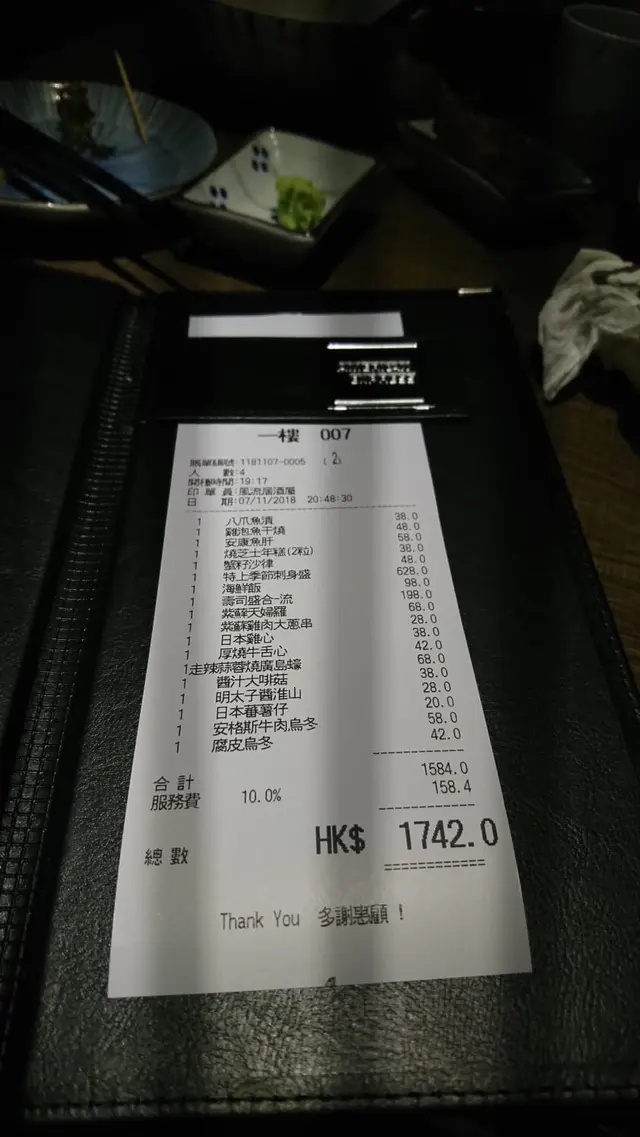 一樓 007
賬單編號:1181107-0005 (2)
人 數:4
開檯時間:19:17
印 單 員:風流居酒屋
日 期:07/11/2018 20:48:30
1 八爪魚漬 38.0
1 雞泡魚干燒 48.0
1 安康魚肝 58.0
1 燒芝士年糕(2粒) 38.0
1 蟹籽沙律 48.0
1 特上季節刺身盛 628.0
1 海鮮飯 98.0
1 壽司盛合-流 198.0
1 紫蘇天婦羅 68.0
1 紫蘇雞肉大蔥串 28.0
1 日本雞心 38.0
1 厚燒牛舌心 42.0
1 走辣蒜蓉燒廣島蠔 68.0
1 醬汁大啡菇 38.0
1 明太子醬淮山 28.0
1 日本蕃薯仔 20.0
1 安格斯牛肉烏冬 58.0
1 腐皮烏冬 42.0
合 計 1584.0
服務費 10.0% 158.4
總 數 HK$ 1742.0
Thank You 多謝惠顧 !